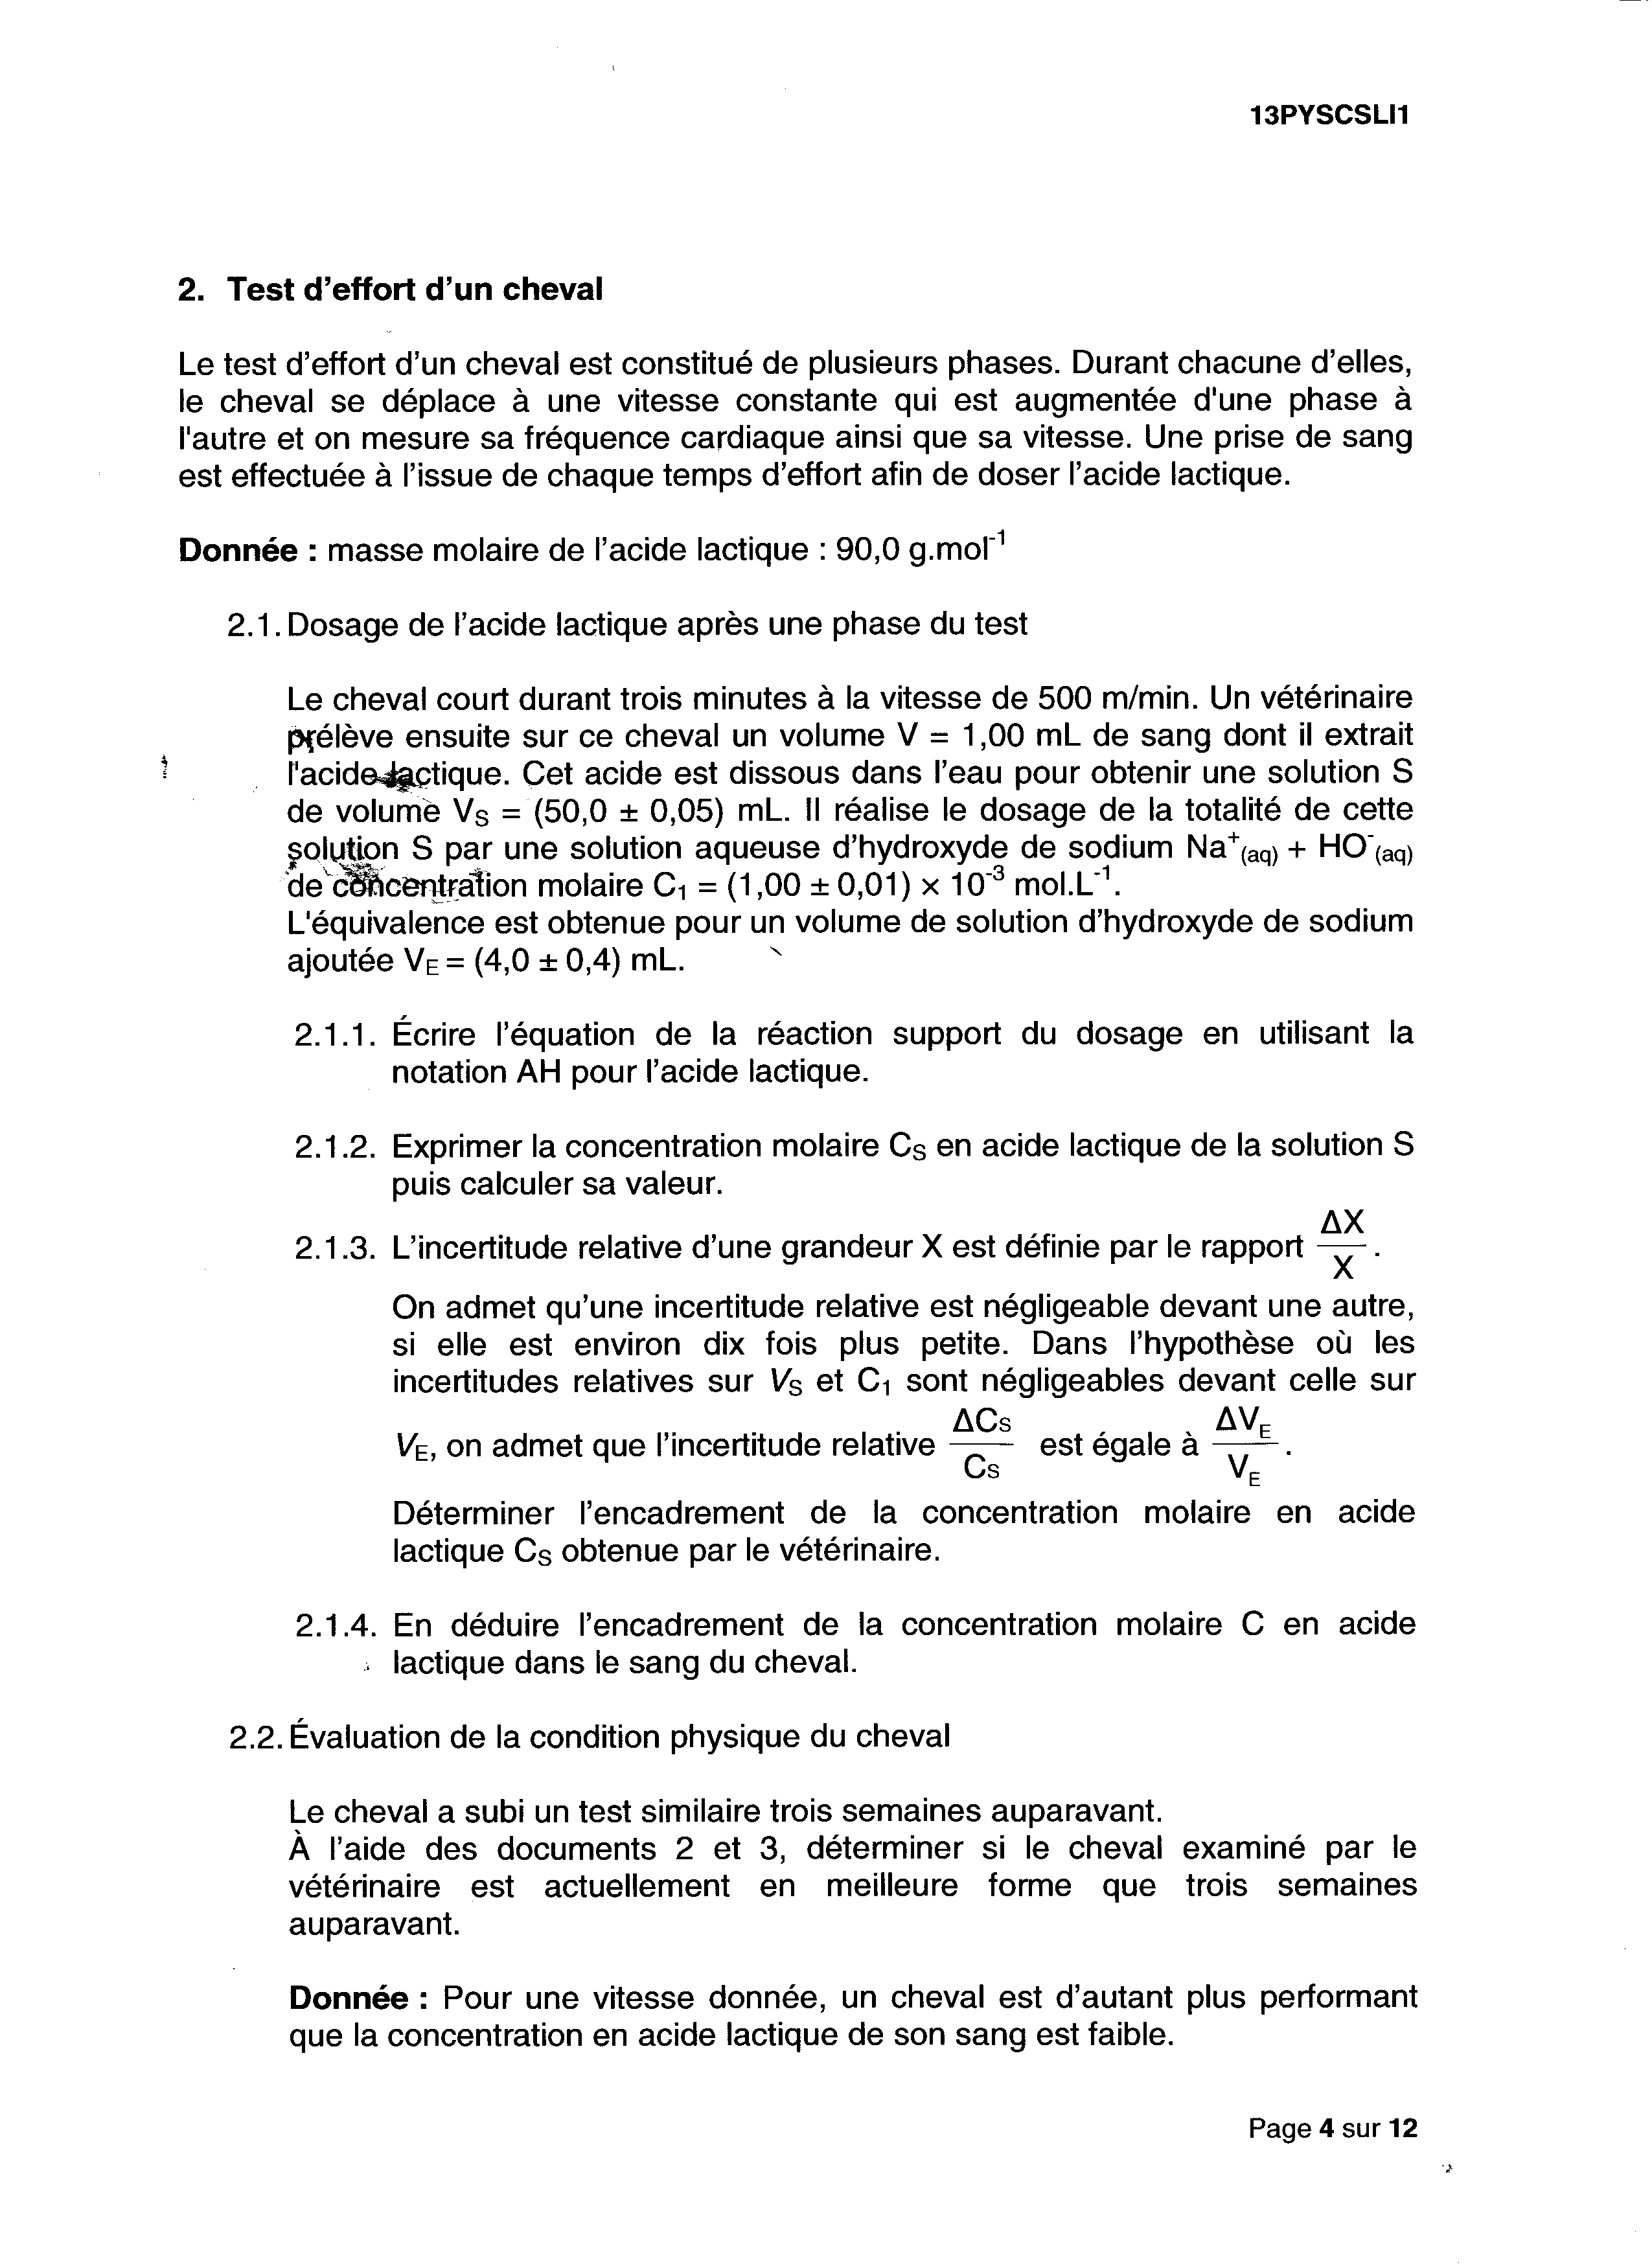 13PYSCSLI1
2. Test d'effort d'un cheval
Le test d'effort d'un cheval est constitué de plusieurs phases. Durant chacune d'elles,
le cheval se déplace à une vitesse constante qui est augmentée d'une phase à
l'autre et on mesure sa fréquence cardiaque ainsi que sa vitesse. Une prise de sang
est effectuée à l'issue de chaque temps d'effort afin de doser l'acide lactique.
Donnée : masse molaire de l'acide lactique : 90,0 g.mol⁻¹
2.1. Dosage de l'acide lactique après une phase du test
Le cheval court durant trois minutes à la vitesse de 500 m/min. Un vétérinaire
prélève ensuite sur ce cheval un volume V = 1,00 mL de sang dont il extrait
l'acide lactique. Cet acide est dissous dans l'eau pour obtenir une solution S
de volume VS = (50,0 ± 0,05) mL. Il réalise le dosage de la totalité de cette
solution S par une solution aqueuse d'hydroxyde de sodium Na⁺(aq) + HO⁻(aq)
de concentration molaire C₁ = (1,00 ± 0,01) × 10⁻³ mol.L⁻¹.
L'équivalence est obtenue pour un volume de solution d'hydroxyde de sodium
ajoutée VE = (4,0 ± 0,4) mL.
2.1.1. Écrire l'équation de la réaction support du dosage en utilisant la
notation AH pour l'acide lactique.
2.1.2. Exprimer la concentration molaire CS en acide lactique de la solution S
puis calculer sa valeur.
2.1.3. L'incertitude relative d'une grandeur X est définie par le rapport ΔX/X.
On admet qu'une incertitude relative est négligeable devant une autre,
si elle est environ dix fois plus petite. Dans l'hypothèse où les
incertitudes relatives sur VS et C₁ sont négligeables devant celle sur
VE, on admet que l'incertitude relative ΔCS/CS est égale à ΔVE/VE.
Déterminer l'encadrement de la concentration molaire en acide
lactique CS obtenue par le vétérinaire.
2.1.4. En déduire l'encadrement de la concentration molaire C en acide
lactique dans le sang du cheval.
2.2. Évaluation de la condition physique du cheval
Le cheval a subi un test similaire trois semaines auparavant.
À l'aide des documents 2 et 3, déterminer si le cheval examiné par le
vétérinaire est actuellement en meilleure forme que trois semaines
auparavant.
Donnée : Pour une vitesse donnée, un cheval est d'autant plus performant
que la concentration en acide lactique de son sang est faible.
Page 4 sur 12